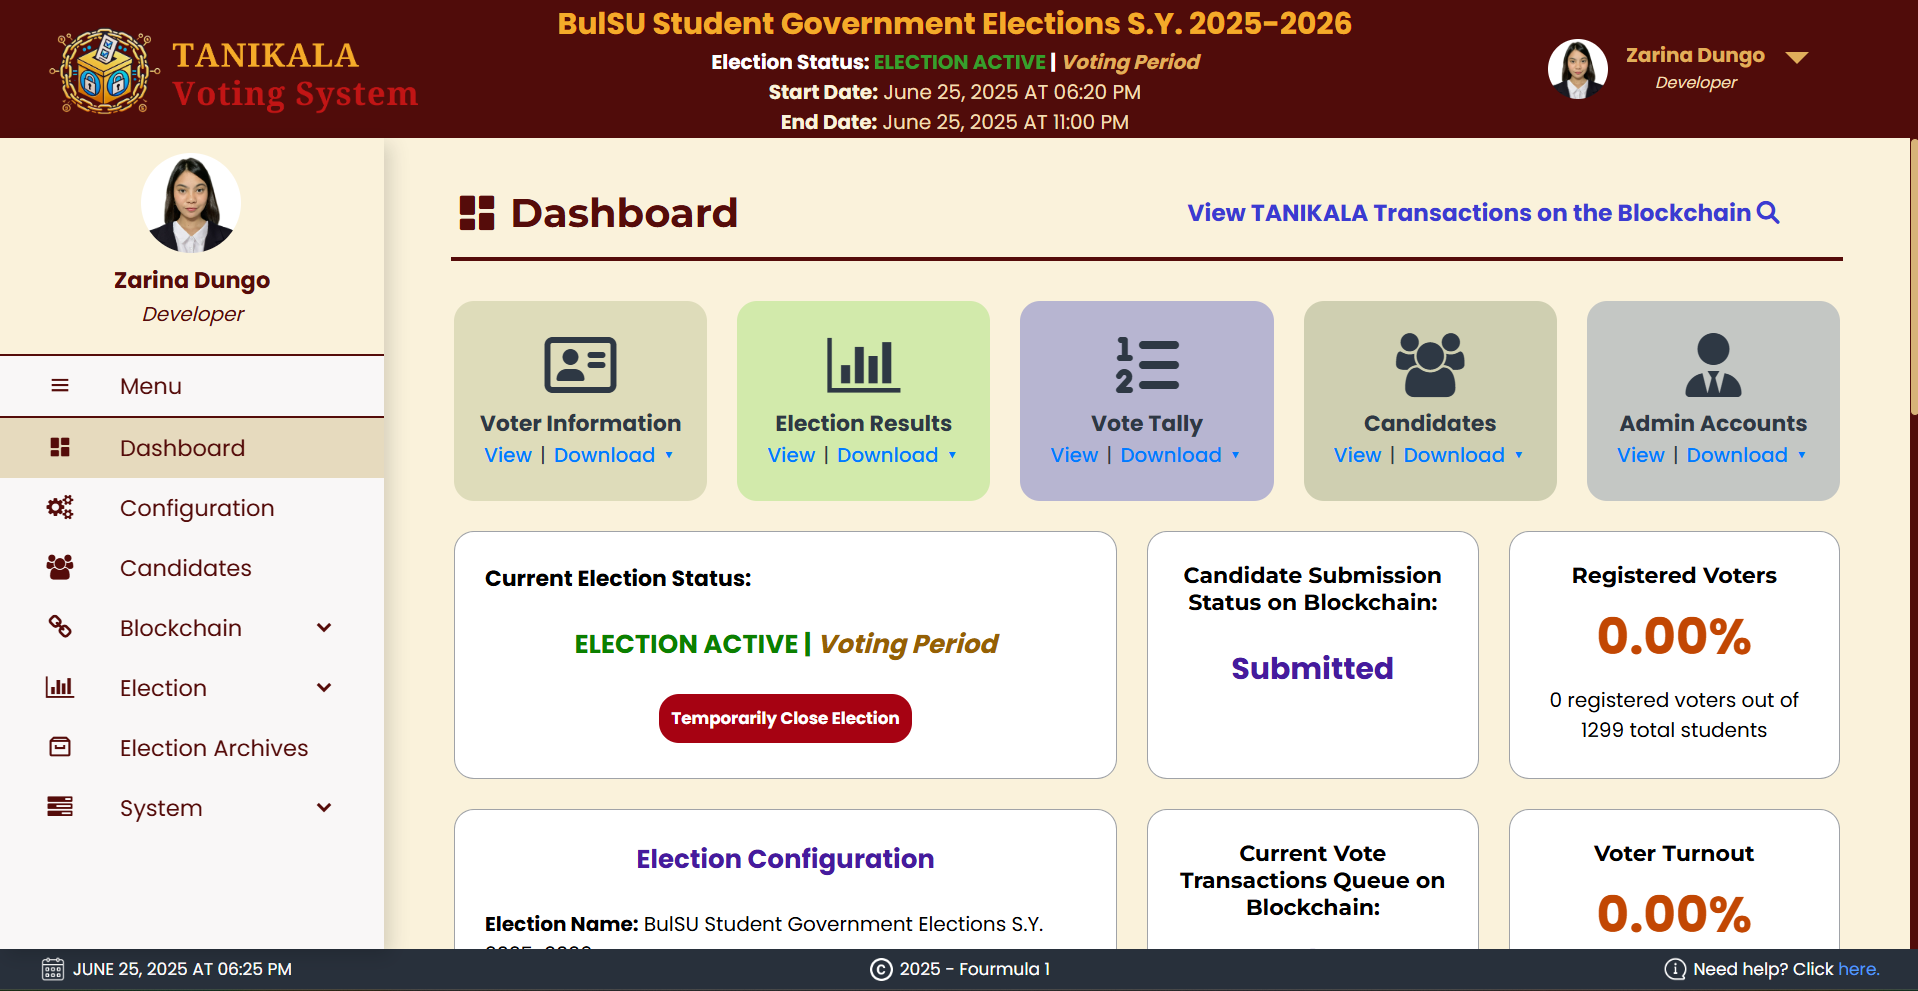 TANIKALA
Voting System
BulSU Student Government Elections S.Y. 2025-2026
Election Status: ELECTION ACTIVE | Voting Period
Start Date: June 25, 2025 AT 06:20 PM
End Date: June 25, 2025 AT 11:00 PM
Zarina Dungo
Developer
Zarina Dungo
Developer
Menu
Dashboard
Configuration
Candidates
Blockchain
Election
Election Archives
System
Dashboard
View TANIKALA Transactions on the Blockchain
Voter Information
View | Download
Election Results
View | Download
1
2
Vote Tally
View | Download
Candidates
View | Download
Admin Accounts
View | Download
Current Election Status:
ELECTION ACTIVE | Voting Period
Temporarily Close Election
Candidate Submission
Status on Blockchain:
Submitted
Registered Voters
0.00%
0 registered voters out of
1299 total students
Election Configuration
Election Name: BulSU Student Government Elections S.Y.
Current Vote
Transactions Queue on
Blockchain:
Voter Turnout
0.00%
JUNE 25, 2025 AT 06:25 PM
© 2025 - Fourmula 1
Need help? Click here.